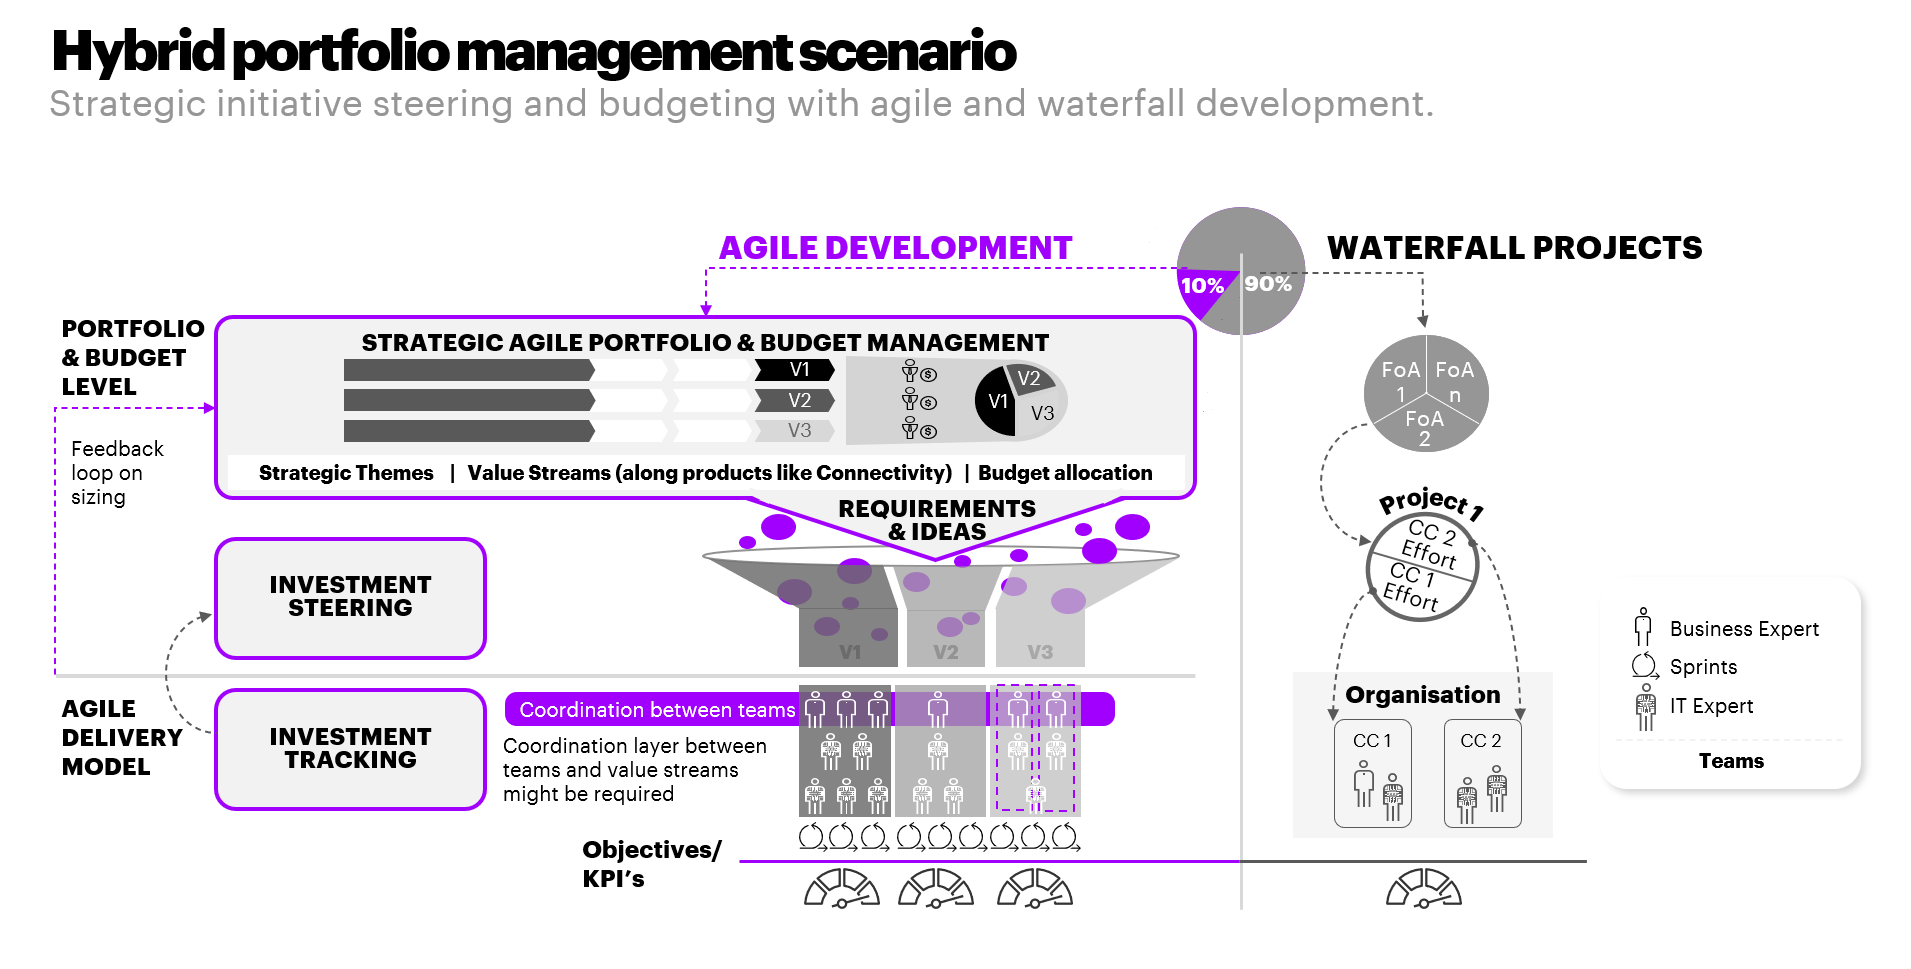 Hybrid portfolio management scenario
Strategic initiative steering and budgeting with agile and waterfall development.
AGILE DEVELOPMENT
10%
90%
WATERFALL PROJECTS
PORTFOLIO
& BUDGET
LEVEL
Feedback
loop on
sizing
STRATEGIC AGILE PORTFOLIO & BUDGET MANAGEMENT
V1
V2
V3
V1
V2
V3
Strategic Themes | Value Streams (along products like Connectivity) | Budget allocation
REQUIREMENTS
& IDEAS
V1
V2
V3
INVESTMENT
STEERING
AGILE
DELIVERY
MODEL
INVESTMENT
TRACKING
Coordination between teams
Coordination layer between
teams and value streams
might be required
Objectives/
KPI’s
FoA
1
FoA
n
FoA
2
Project 1
CC 2
Effort
CC 1
Effort
Organisation
CC 1
CC 2
Business Expert
Sprints
IT Expert
Teams